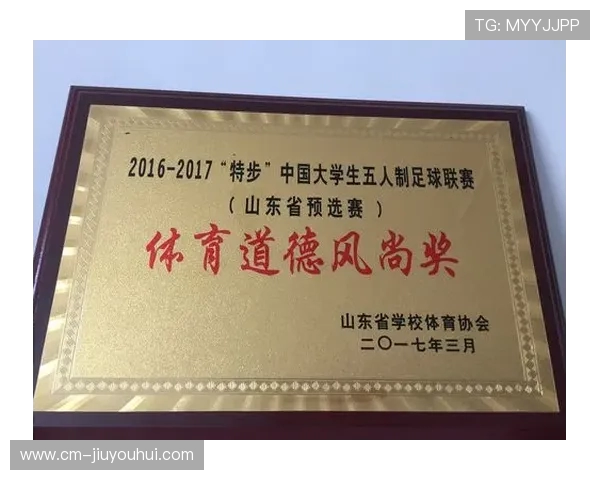 TG: MYYJJPP
2016-2017“特步”中国大学生五人制足球联赛
(山东省预选赛)
体育道德风尚奖
山东省学校体育协会
二〇一七年三月
www.cm-jiuyouhui.com